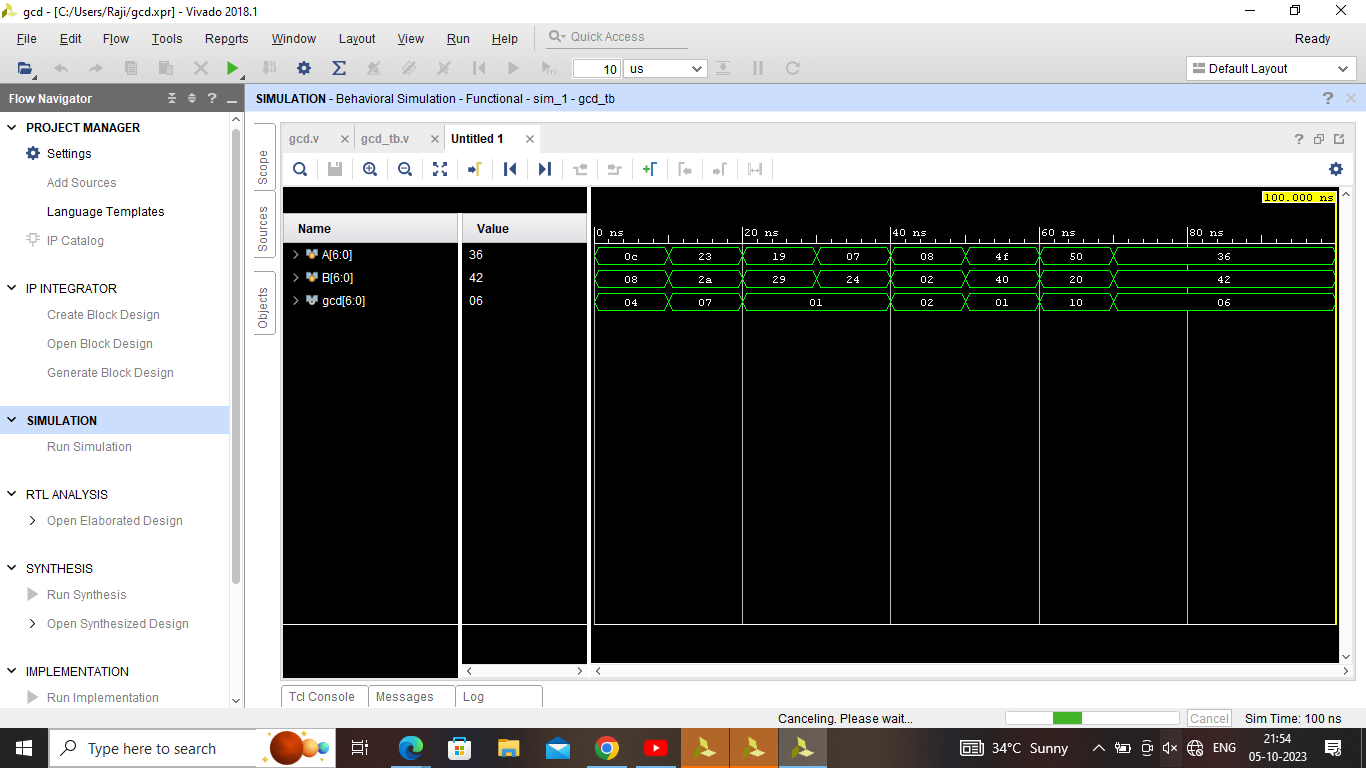 gcd - [C:/Users/Raji/gcd.xpr] - Vivado 2018.1
File Edit Flow Tools Reports Window Layout View Run Help Quick Access Ready
10 us Default Layout
Flow Navigator ?
PROJECT MANAGER
Settings
Add Sources
Language Templates
IP Catalog
IP INTEGRATOR
Create Block Design
Open Block Design
Generate Block Design
SIMULATION
Run Simulation
RTL ANALYSIS
Open Elaborated Design
SYNTHESIS
Run Synthesis
Open Synthesized Design
IMPLEMENTATION
Run Implementation
SIMULATION - Behavioral Simulation - Functional - sim_1 - gcd_tb ?
Scope
Sources
Objects
gcd.v gcd_tb.v Untitled 1 ?
100.000 ns
Name Value
0 ns 20 ns 40 ns 60 ns 80 ns
A[6:0] 36 0c 23 19 07 08 4f 50 36
B[6:0] 42 08 2a 29 24 02 40 20 42
gcd[6:0] 06 04 07 01 02 01 10 06
Tcl Console Messages Log
Canceling. Please wait... Cancel Sim Time: 100 ns
Type here to search
34°C Sunny ENG
21:54
05-10-2023